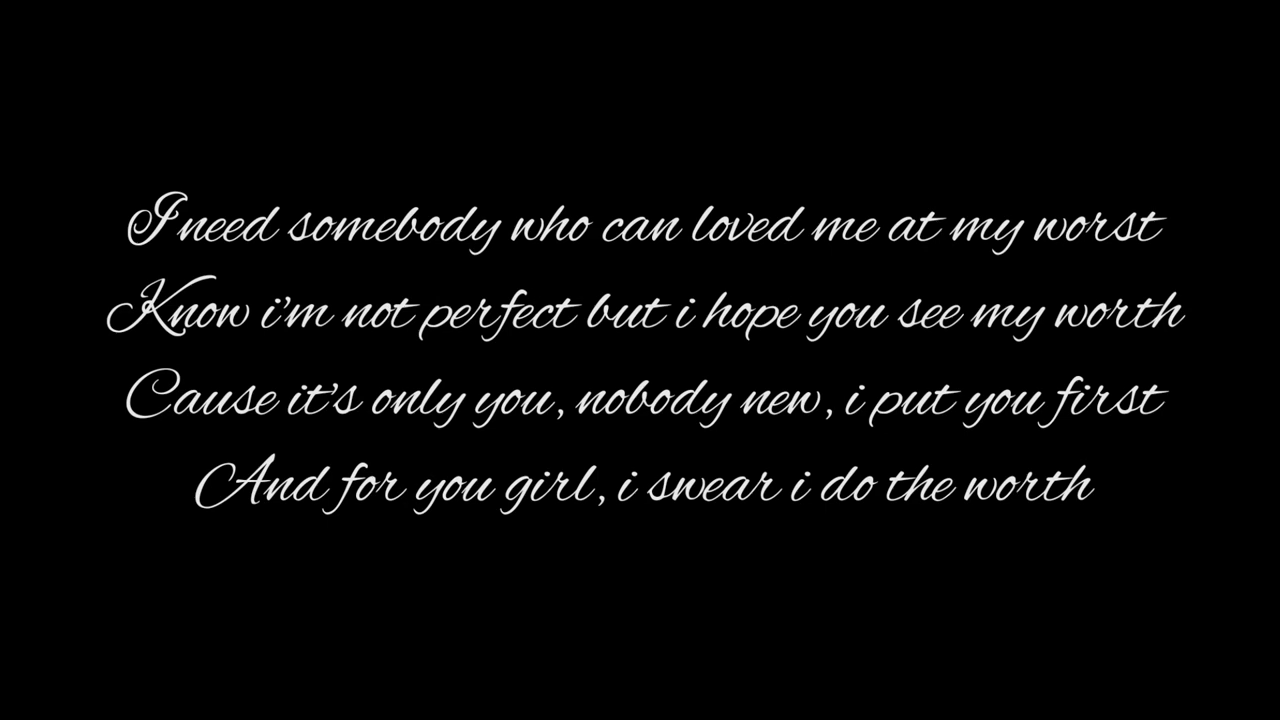 I need somebody who can loved me at my worst
Know i'm not perfect but i hope you see my worth
Cause it's only you, nobody new, i put you first
And for you girl, i swear i do the worth